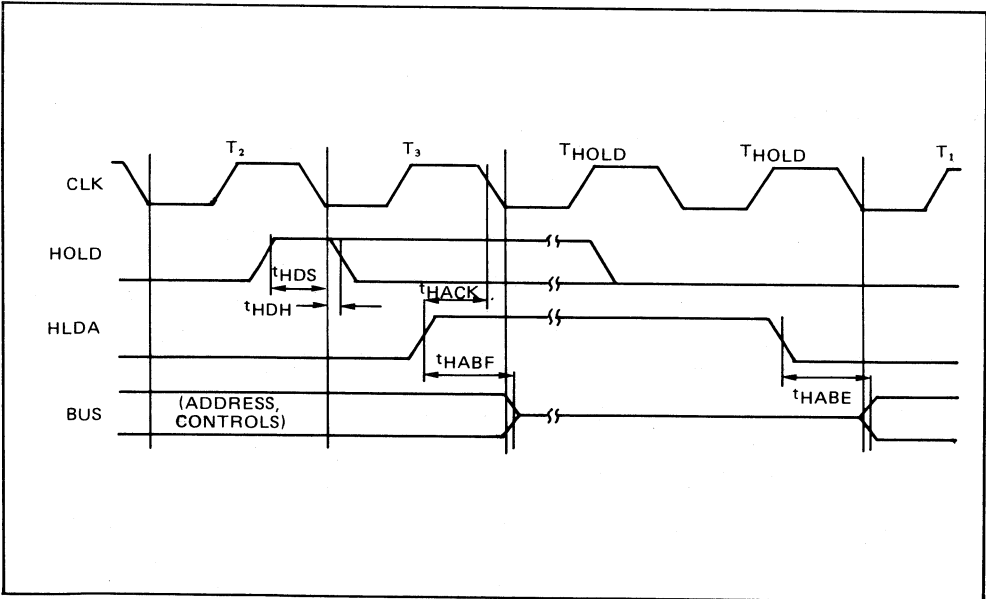 T₂ T₃ THOLD THOLD T₁
CLK
HOLD
tHDS
tHACK
tHDH
HLDA
tHABF
tHABE
BUS
(ADDRESS,
CONTROLS)